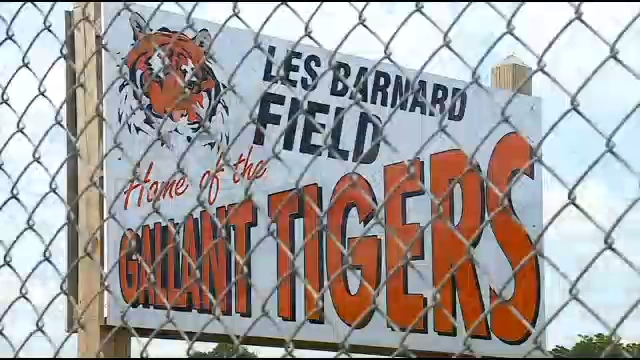 LES BARNARD
FIELD
Home of the
GALLANT TIGERS